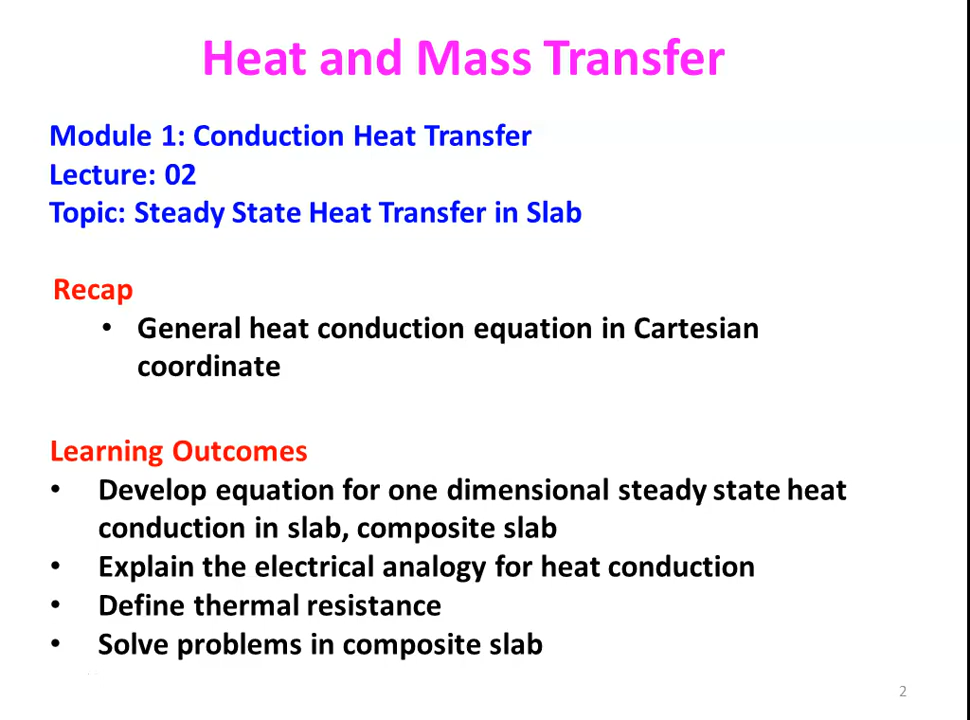 Heat and Mass Transfer
Module 1: Conduction Heat Transfer
Lecture: 02
Topic: Steady State Heat Transfer in Slab
Recap
• General heat conduction equation in Cartesian
coordinate
Learning Outcomes
• Develop equation for one dimensional steady state heat
conduction in slab, composite slab
• Explain the electrical analogy for heat conduction
• Define thermal resistance
• Solve problems in composite slab
2